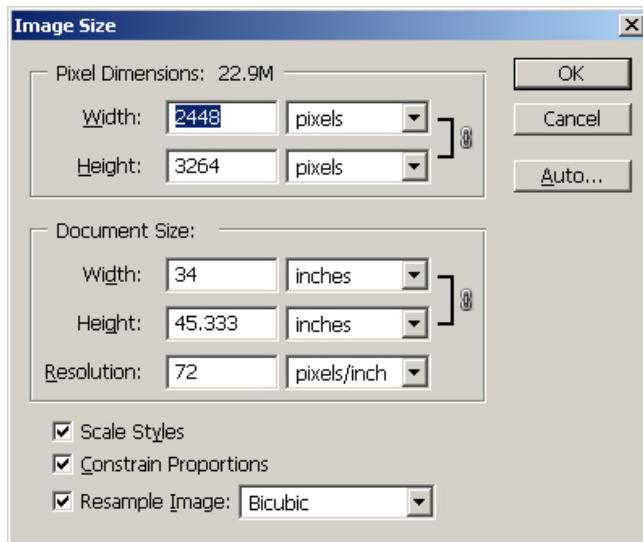 Image Size
Pixel Dimensions: 22.9M
Width: 2448 pixels
Height: 3264 pixels
Document Size:
Width: 34 inches
Height: 45.333 inches
Resolution: 72 pixels/inch
Scale Styles
Constrain Proportions
Resample Image: Bicubic
OK
Cancel
Auto...